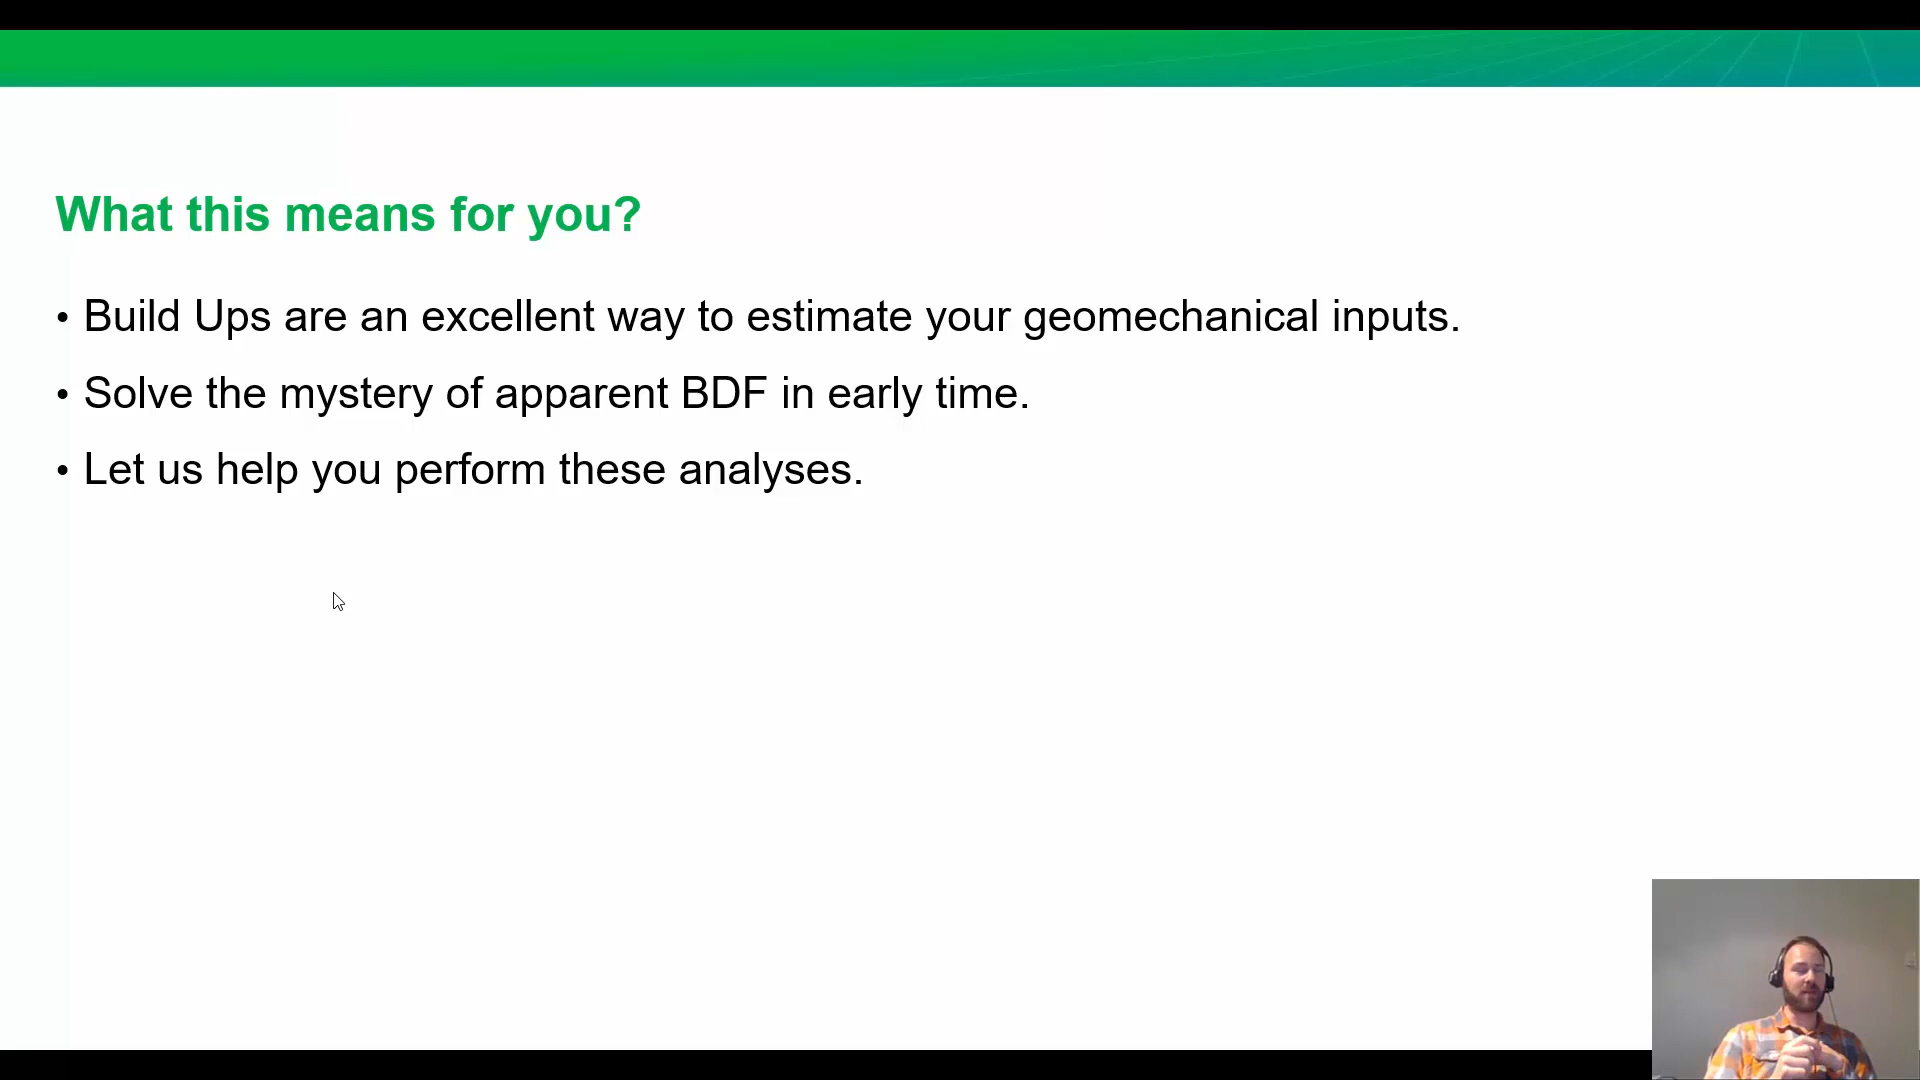 What this means for you?
• Build Ups are an excellent way to estimate your geomechanical inputs.
• Solve the mystery of apparent BDF in early time.
• Let us help you perform these analyses.